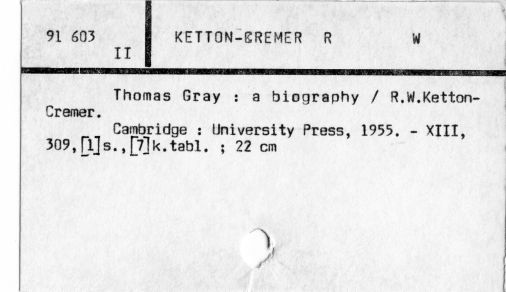 91 603 KETTON-CREMER R W
II
Thomas Gray : a biography / R.W.Ketton-
Cremer.
Cambridge : University Press, 1955. - XIII,
309,[1]s.,[7]k.tabl. ; 22 cm